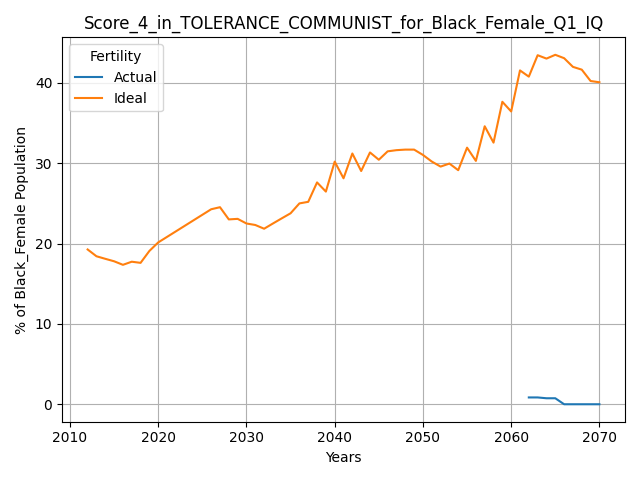 Score_4_in_TOLERANCE_COMMUNIST_for_Black_Female_Q1_IQ
Fertility
Actual
Ideal
% of Black_Female Population
40
30
20
10
0
2010 2020 2030 2040 2050 2060 2070
Years